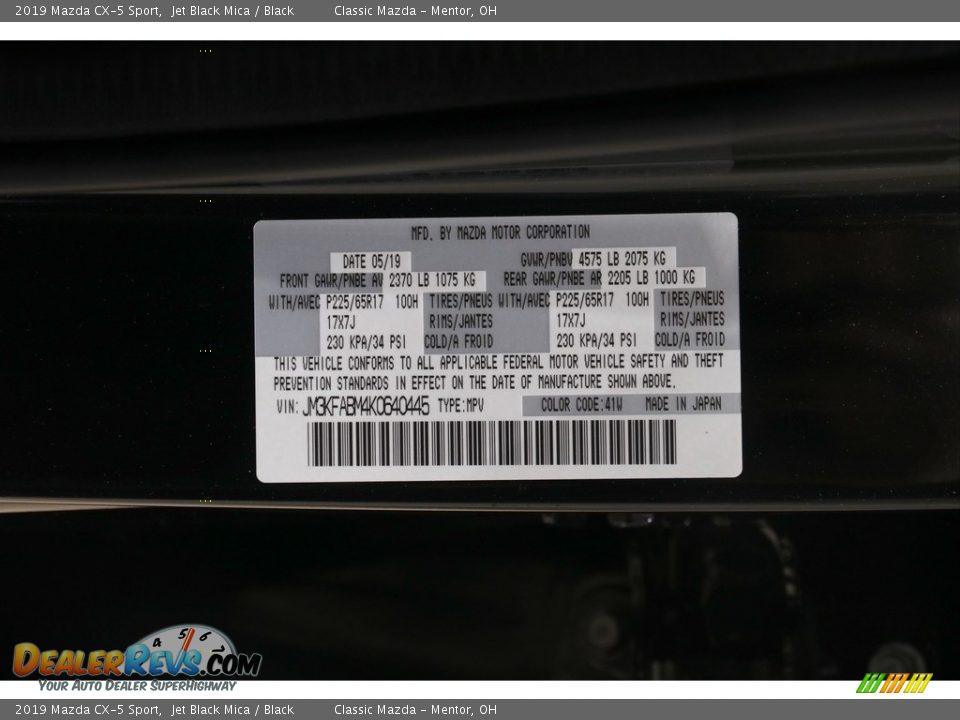 2019 Mazda CX-5 Sport, Jet Black Mica / Black Classic Mazda - Mentor, OH
MFD. BY MAZDA MOTOR CORPORATION
DATE 05/19 GVWR/PNBV 4575 LB 2075 KG
FRONT GAWR/PNBE AV 2370 LB 1075 KG REAR GAWR/PNBE AR 2205 LB 1000 KG
WITH/AVEC P225/65R17 100H TIRES/PNEUS WITH/AVEC P225/65R17 100H TIRES/PNEUS
17X7J RIMS/JANTES 17X7J RIMS/JANTES
230 KPA/34 PSI COLD/A FROID 230 KPA/34 PSI COLD/A FROID
THIS VEHICLE CONFORMS TO ALL APPLICABLE FEDERAL MOTOR VEHICLE SAFETY AND THEFT
PREVENTION STANDARDS IN EFFECT ON THE DATE OF MANUFACTURE SHOWN ABOVE.
VIN: JM3KFABM4K0640445 TYPE:MPV COLOR CODE:41W MADE IN JAPAN
4 5 6
DEALERREVS.COM
YOUR AUTO DEALER SUPERHIGHWAY
2019 Mazda CX-5 Sport, Jet Black Mica / Black Classic Mazda - Mentor, OH